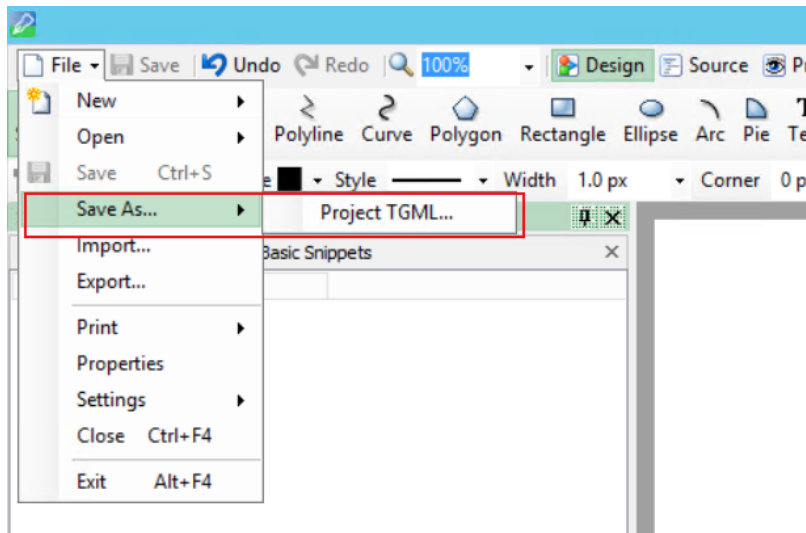 File Save Undo Redo 100% Design Source
New
Polyline Curve Polygon Rectangle Ellipse Arc Pie
Open
Save Ctrl+S
Style Width 1.0 px Corner
Save As...
Project TGML...
Import...
Basic Snippets
Export...
Print
Properties
Settings
Close Ctrl+F4
Exit Alt+F4